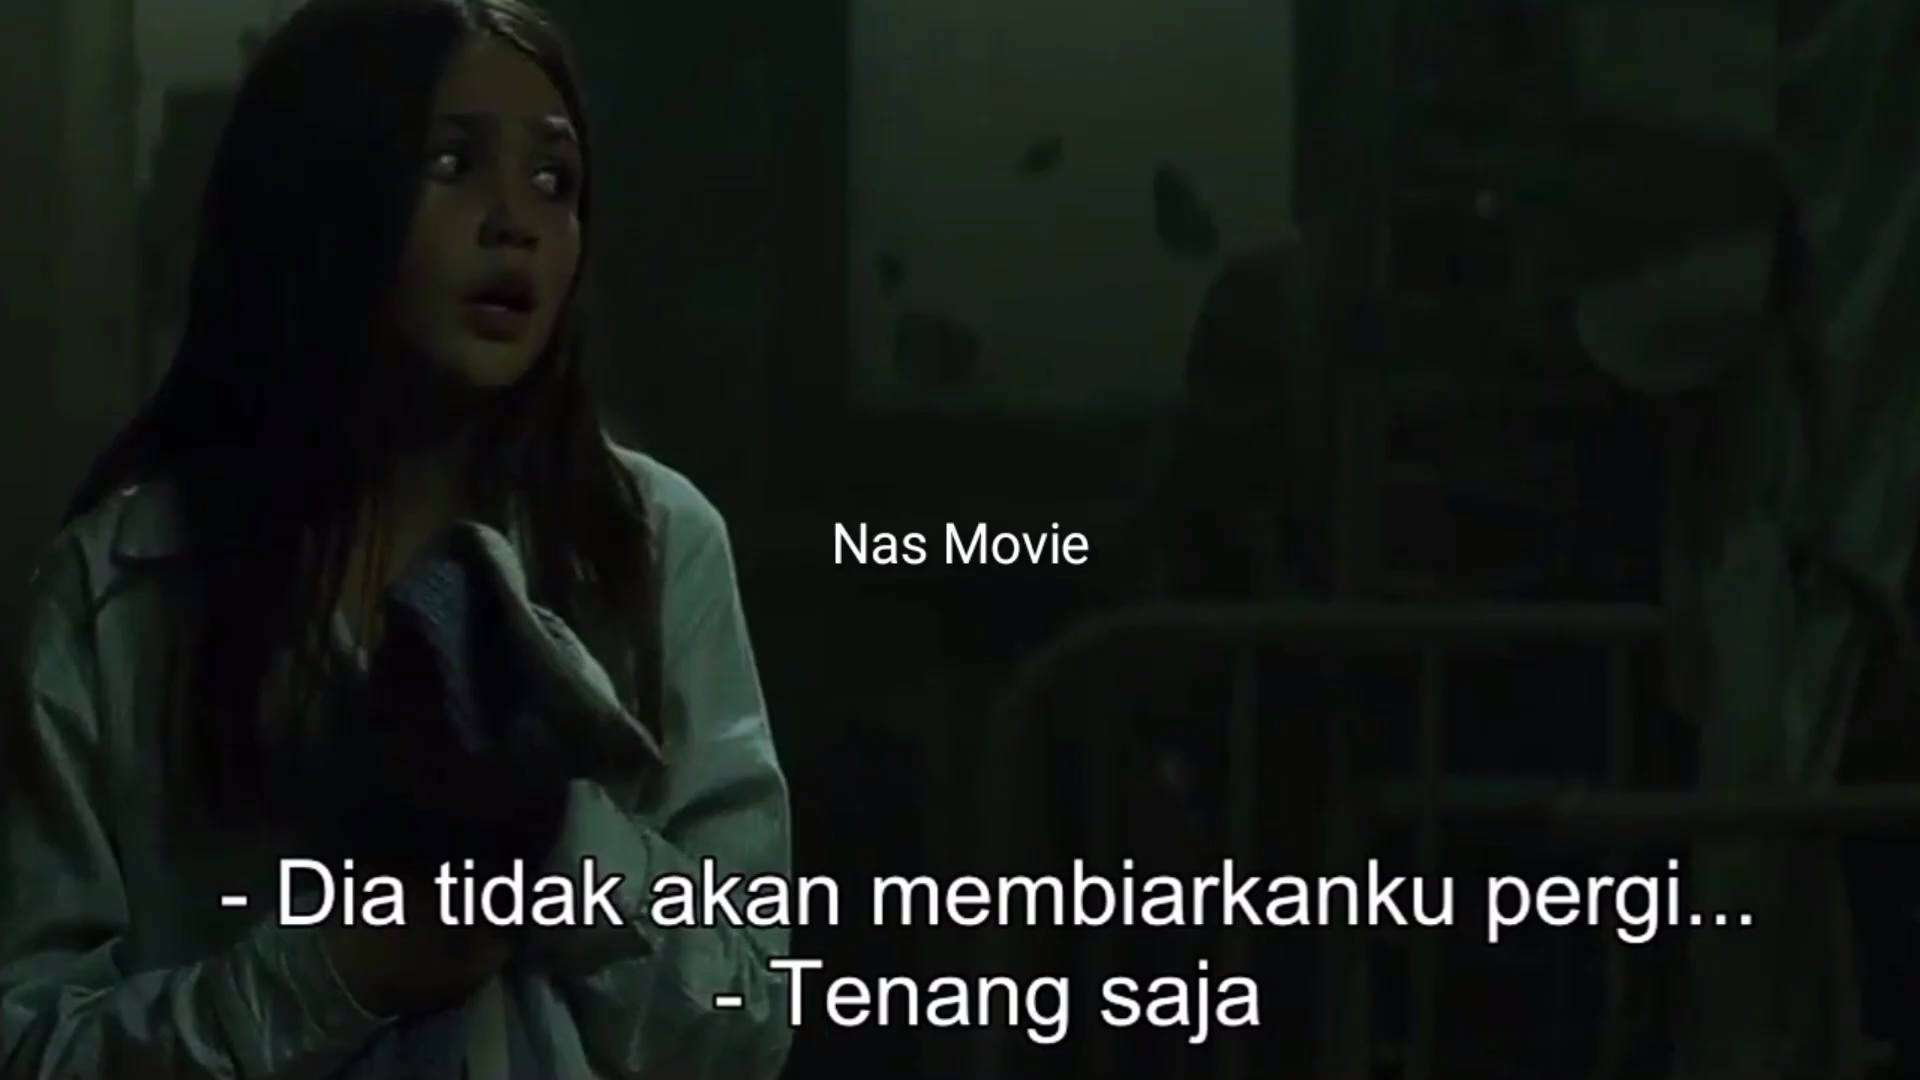 Nas Movie
- Dia tidak akan membiarkanku pergi...
- Tenang saja